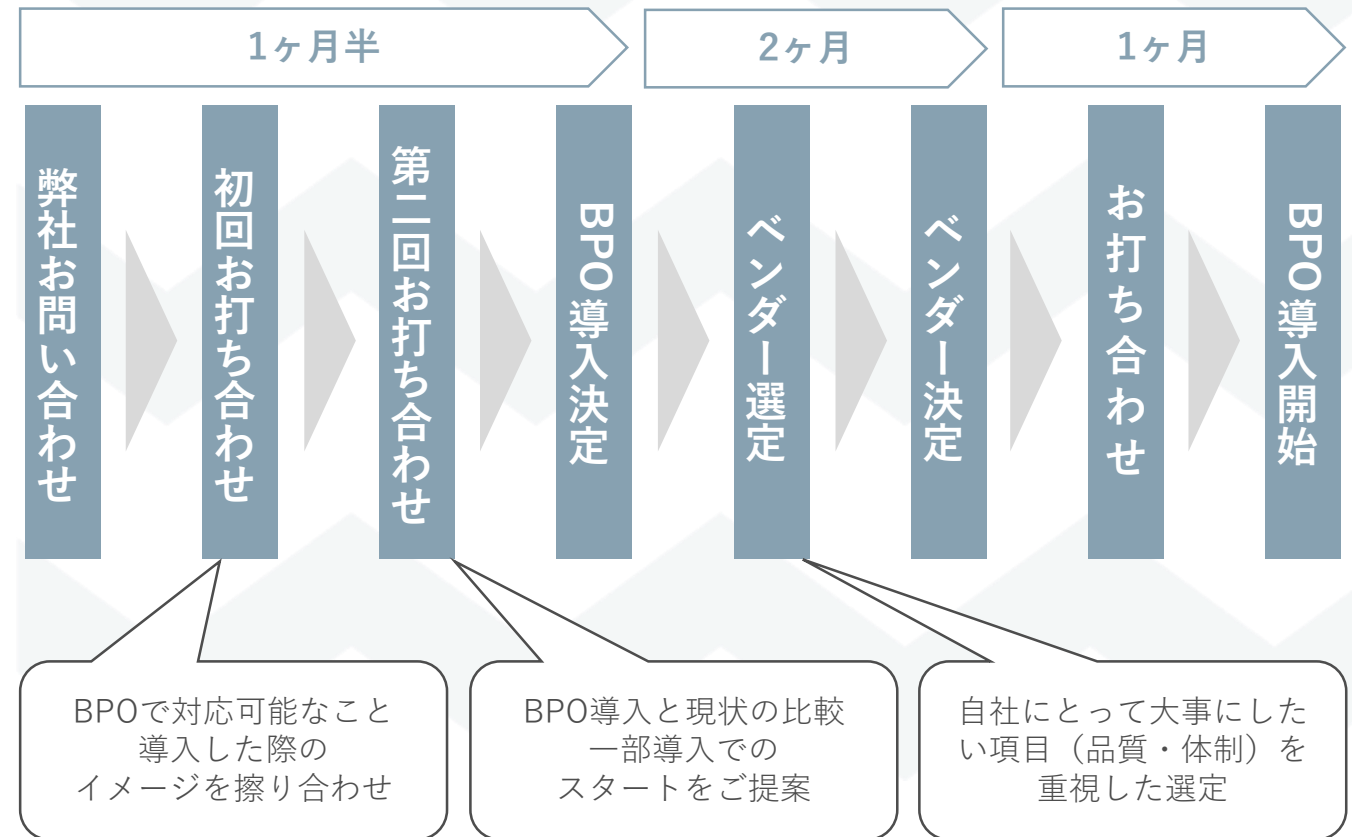 1ヶ月半
2ヶ月
1ヶ月
弊社お問い合わせ
初回お打ち合わせ
第二回お打ち合わせ
BPO導入決定
ベンダー選定
ベンダー決定
お打ち合わせ
BPO導入開始
BPOで対応可能なこと
導入した際の
イメージを擦り合わせ
BPO導入と現状の比較
一部導入での
スタートをご提案
自社にとって大事にした
い項目（品質・体制）を
重視した選定